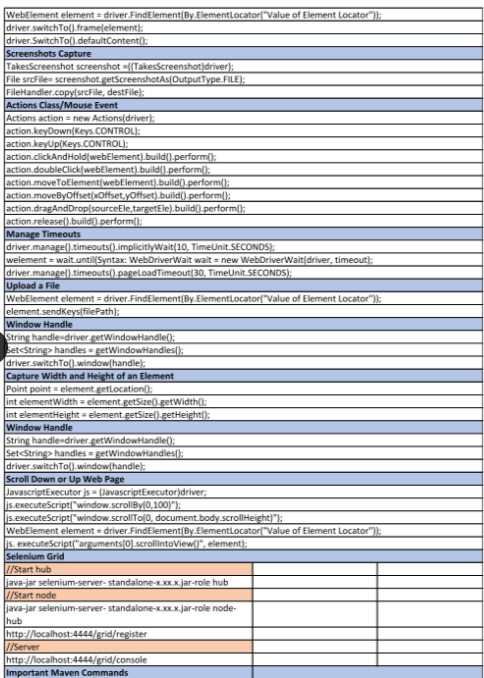 WebElement element = driver.FindElement(By.ElementLocator("Value of Element Locator"));
driver.switchTo().frame(element);
driver.SwitchTo().defaultContent();
Screenshots Capture
TakesScreenshot screenshot =((TakesScreenshot)driver);
File srcFile= screenshot.getScreenshotAs(OutputType.FILE);
FileHandler.copy(srcFile, destFile);
Actions Class/Mouse Event
Actions action = new Actions(driver);
action.keyDown(Keys.CONTROL);
action.keyUp(Keys.CONTROL);
action.clickAndHold(webElement).build().perform();
action.doubleClick(webElement).build().perform();
action.moveToElement(webElement).build().perform();
action.moveByOffset(xOffset,yOffset).build().perform();
action.dragAndDrop(sourceEle,targetEle).build().perform();
action.release().build().perform();
Manage Timeouts
driver.manage().timeouts().implicitlyWait(10, TimeUnit.SECONDS);
welement = wait.until(Syntax: WebDriverWait wait = new WebDriverWait(driver, timeout);
driver.manage().timeouts().pageLoadTimeout(30, TimeUnit.SECONDS);
Upload a File
WebElement element = driver.FindElement(By.ElementLocator("Value of Element Locator"));
element.sendKeys(filePath);
Window Handle
String handle=driver.getWindowHandle();
Set<String> handles = getWindowHandles();
driver.switchTo().window(handle);
Capture Width and Height of an Element
Point point = element.getLocation();
int elementWidth = element.getSize().getWidth();
int elementHeight = element.getSize().getHeight();
Window Handle
String handle=driver.getWindowHandle();
Set<String> handles = getWindowHandles();
driver.switchTo().window(handle);
Scroll Down or Up Web Page
JavascriptExecutor js = (JavascriptExecutor)driver;
js.executeScript("window.scrollBy(0,100)");
js.executeScript("window.scrollTo(0, document.body.scrollHeight)");
WebElement element = driver.FindElement(By.ElementLocator("Value of Element Locator"));
js. executeScript("arguments[0].scrollIntoView()", element);
Selenium Grid
//Start hub
java-jar selenium-server- standalone-x.xx.x.jar-role hub
//Start node
java-jar selenium-server- standalone-x.xx.x.jar-role node-
hub
http://localhost:4444/grid/register
//Server
http://localhost:4444/grid/console
Important Maven Commands